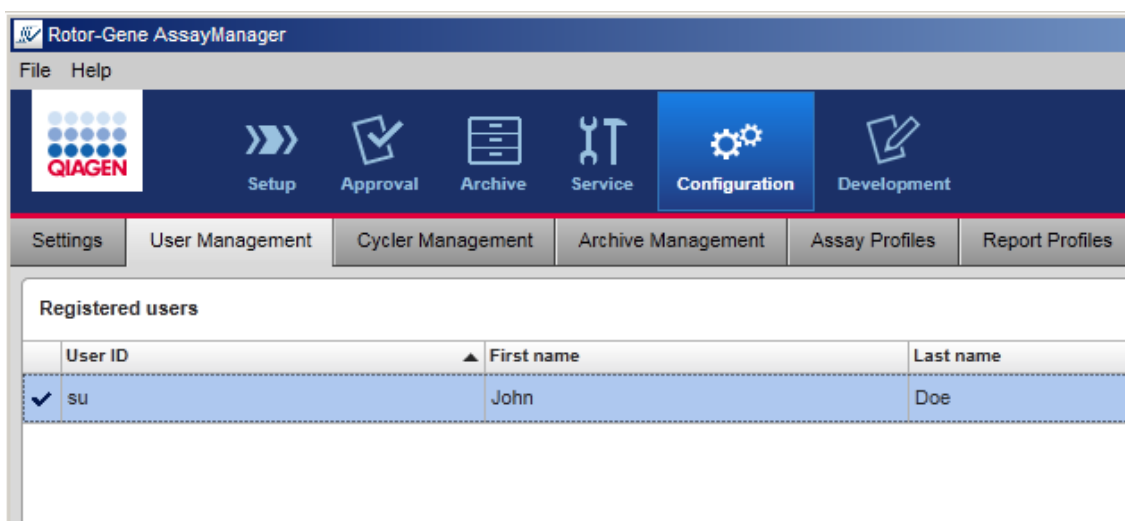 Rotor-Gene AssayManager
File Help
QIAGEN
Setup Approval Archive Service Configuration Development
Settings User Management Cycler Management Archive Management Assay Profiles Report Profiles
Registered users
User ID First name Last name
su John Doe